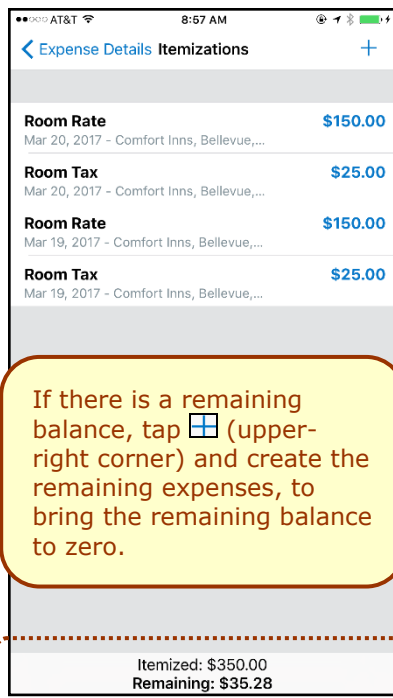 AT&T 8:57 AM
Expense Details Itemizations +
Room Rate $150.00
Mar 20, 2017 - Comfort Inns, Bellevue,...
Room Tax $25.00
Mar 20, 2017 - Comfort Inns, Bellevue,...
Room Rate $150.00
Mar 19, 2017 - Comfort Inns, Bellevue,...
Room Tax $25.00
Mar 19, 2017 - Comfort Inns, Bellevue,...
If there is a remaining
balance, tap + (upper-
right corner) and create the
remaining expenses, to
bring the remaining balance
to zero.
Itemized: $350.00
Remaining: $35.28